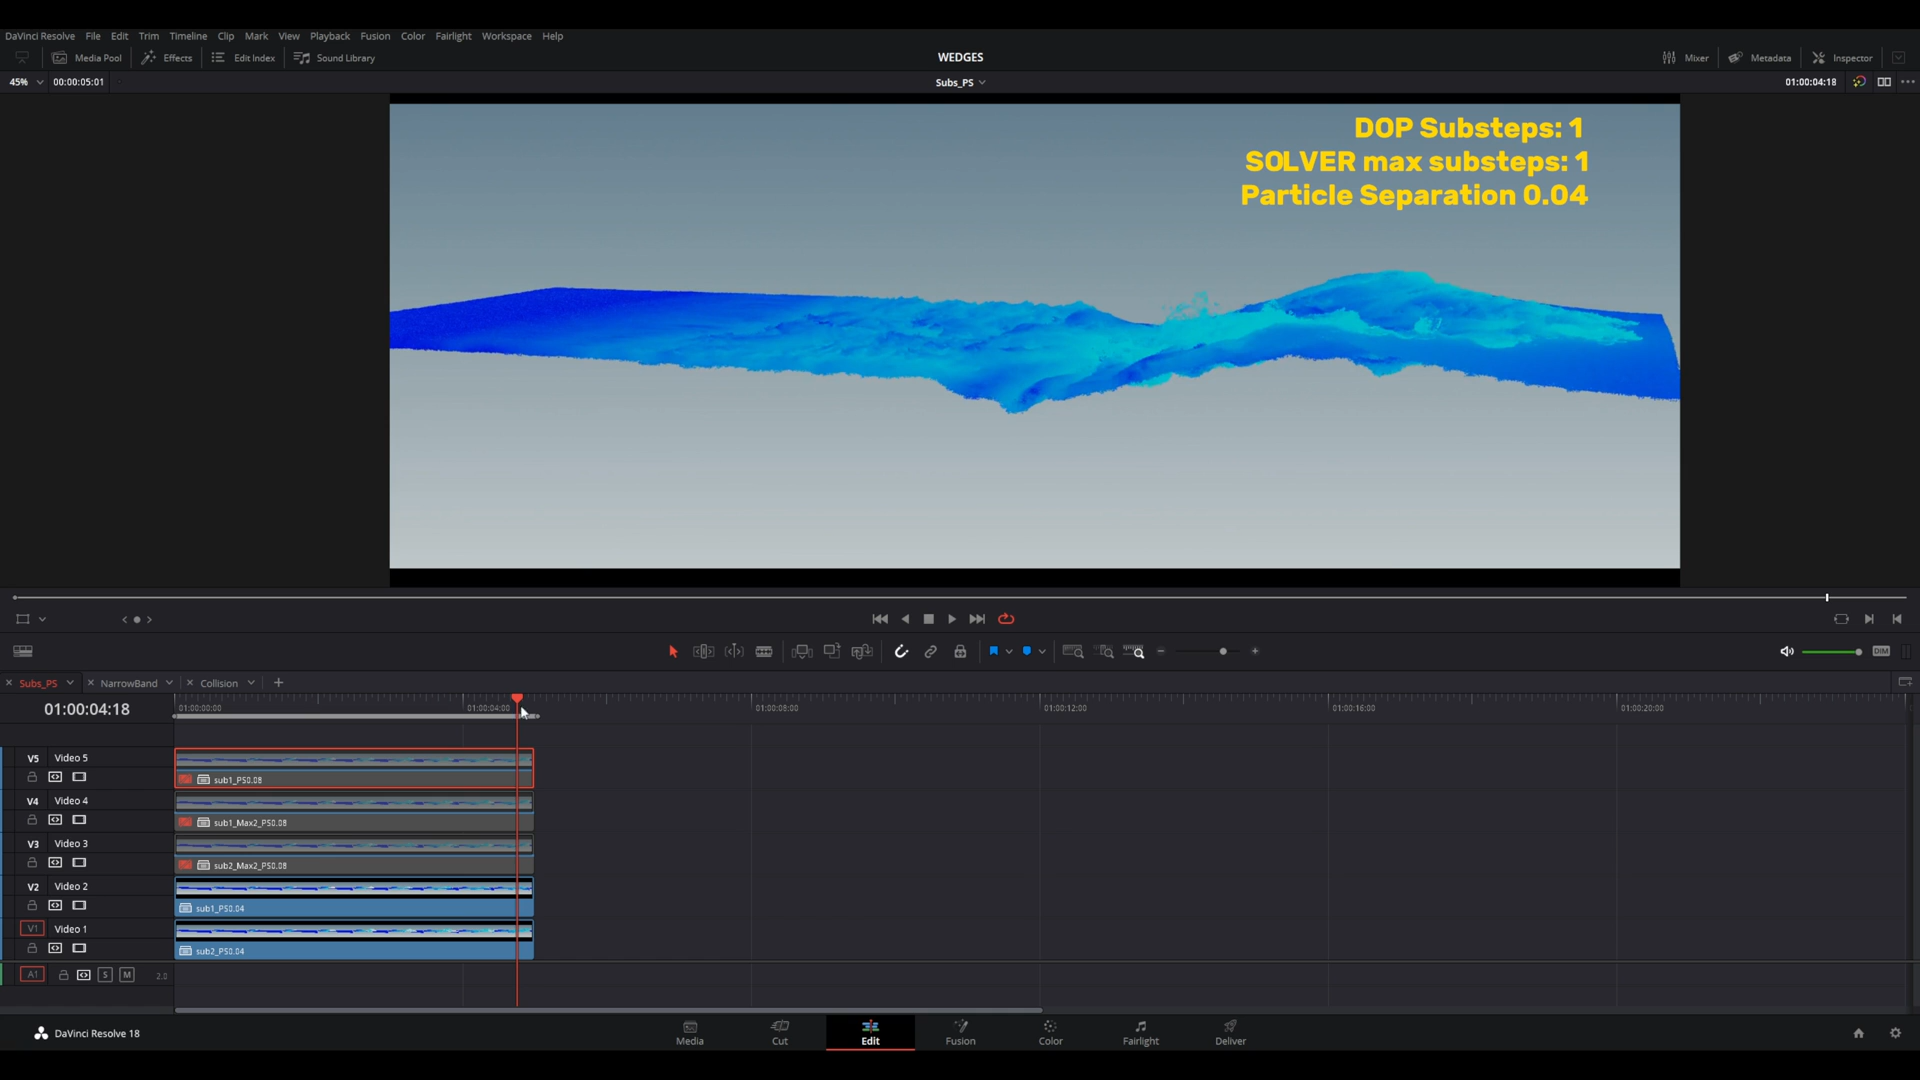 DaVinci Resolve File Edit Trim Timeline Clip Mark View Playback Fusion Color Fairlight Workspace Help
Media Pool Effects Edit Index Sound Library WEDGES Mixer Metadata Inspector
45% 00:00:05:01 Subs_PS 01:00:04:18
DOP Substeps: 1
SOLVER max substeps: 1
Particle Separation 0.04
DIM
Subs_PS NarrowBand Collision
01:00:04:18 01:00:00:00 01:00:04:00 01:00:08:00 01:00:12:00 01:00:16:00 01:00:20:00
V5 Video 5
sub1_PS0.08
V4 Video 4
sub1_Max2_PS0.08
V3 Video 3
sub2_Max2_PS0.08
V2 Video 2
sub1_PS0.04
V1 Video 1
sub2_PS0.04
A1 S M 2.0
DaVinci Resolve 18 Media Cut Edit Fusion Color Fairlight Deliver